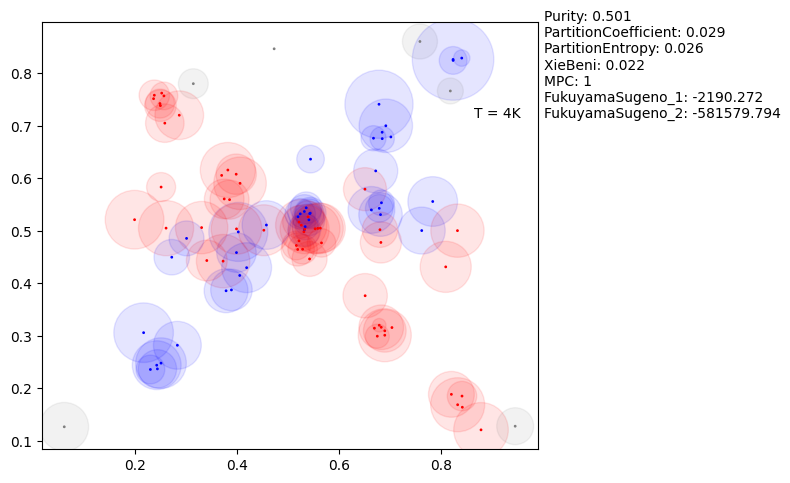 Purity: 0.501
PartitionCoefficient: 0.029
PartitionEntropy: 0.026
XieBeni: 0.022
MPC: 1
FukuyamaSugeno_1: -2190.272
FukuyamaSugeno_2: -581579.794
T = 4K
0.8
0.7
0.6
0.5
0.4
0.3
0.2
0.1
0.2
0.4
0.6
0.8